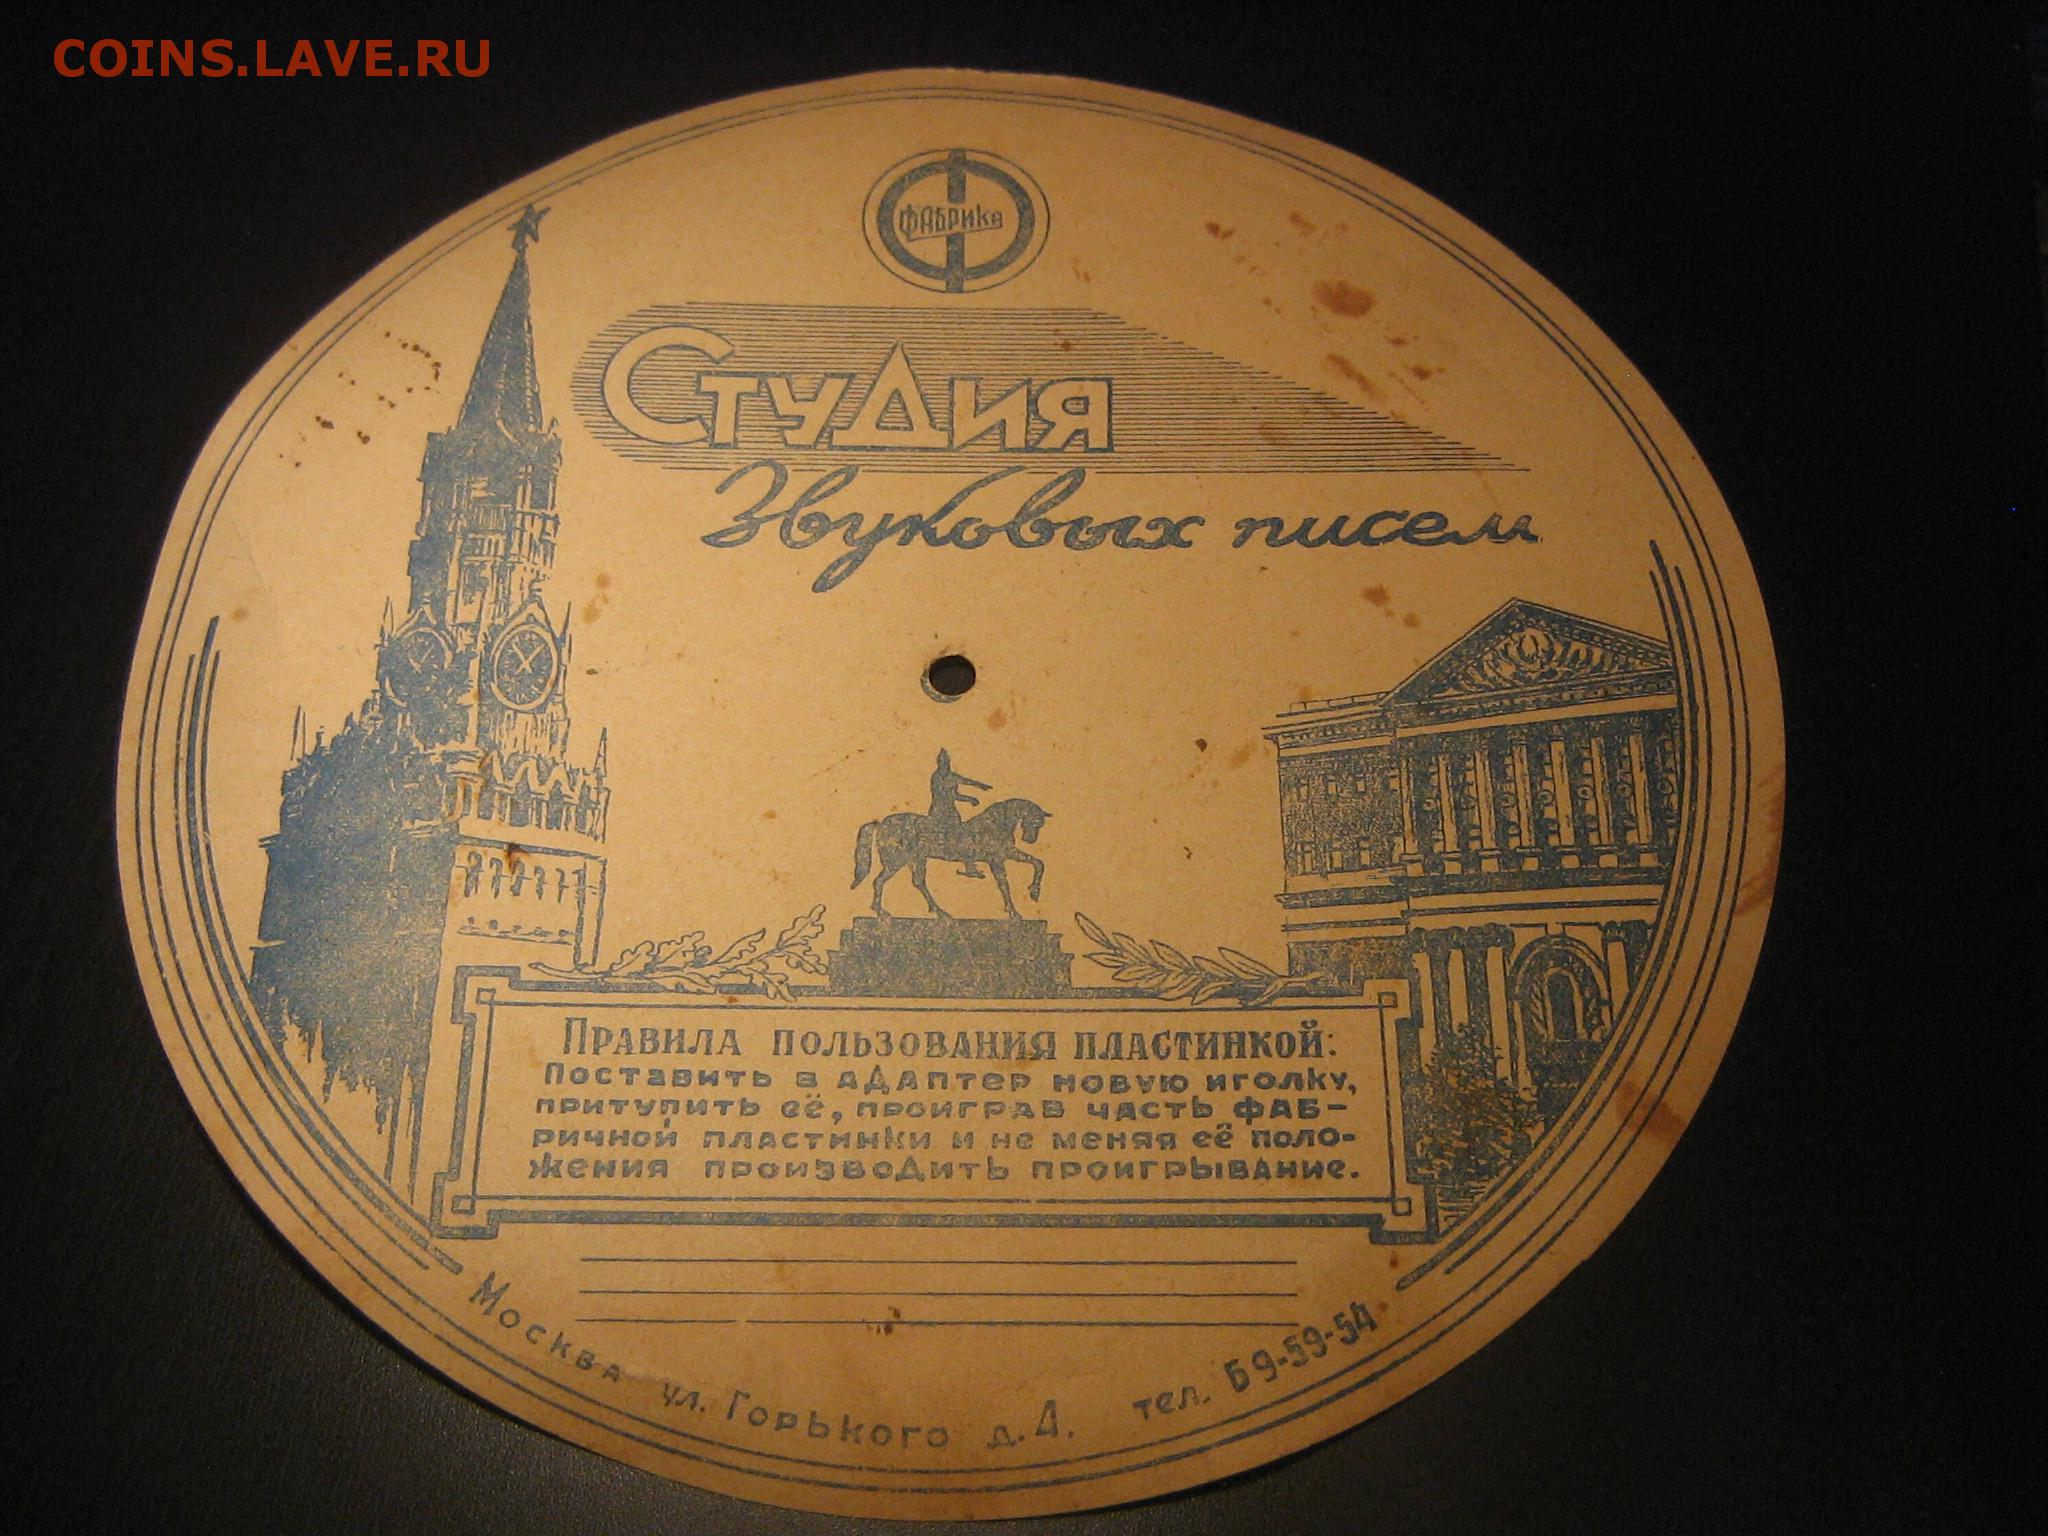 COINS.LAVE.RU
ФАБРИКА
СТУДИЯ
Звуковых писем
ПРАВИЛА ПОЛЬЗОВАНИЯ ПЛАСТИНКОЙ:
ПОСТАВИТЬ В АДАПТЕР НОВУЮ ИГОЛКУ,
ПРИТУПИТЬ ЕЁ, ПРОИГРАВ ЧАСТЬ ФАБ-
РИЧНОЙ ПЛАСТИНКИ И НЕ МЕНЯЯ ЕЁ ПОЛО-
ЖЕНИЯ ПРОИЗВОДИТЬ ПРОИГРЫВАНИЕ.
МОСКВА УЛ. ГОРЬКОГО Д. 4. ТЕЛ. Б 9-59-54